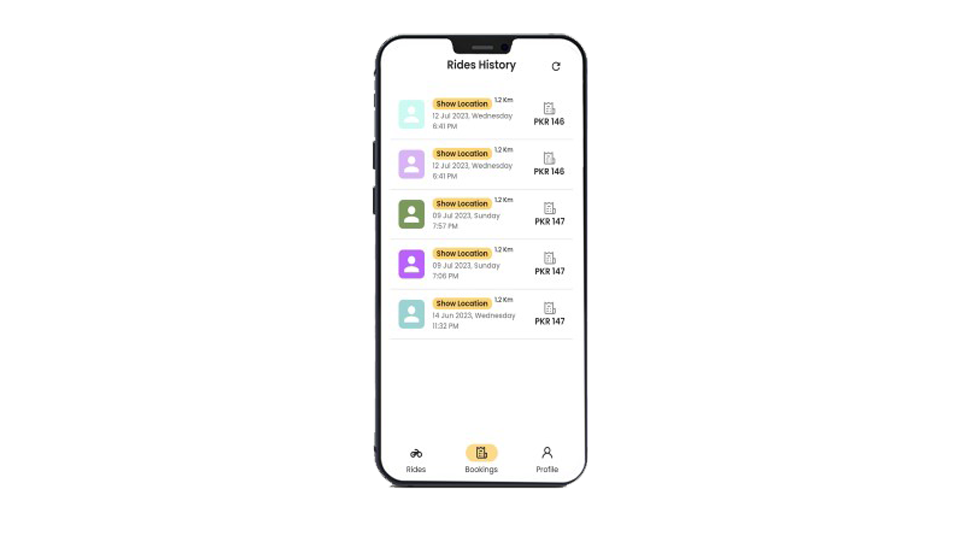 Rides History
Show Location 1.2 Km
12 Jul 2023, Wednesday
6:41 PM
PKR 146
Show Location 1.2 Km
12 Jul 2023, Wednesday
6:41 PM
PKR 146
Show Location 1.2 Km
09 Jul 2023, Sunday
7:57 PM
PKR 147
Show Location 1.2 Km
09 Jul 2023, Sunday
7:06 PM
PKR 147
Show Location 1.2 Km
14 Jun 2023, Wednesday
11:32 PM
PKR 147
Rides Bookings Profile